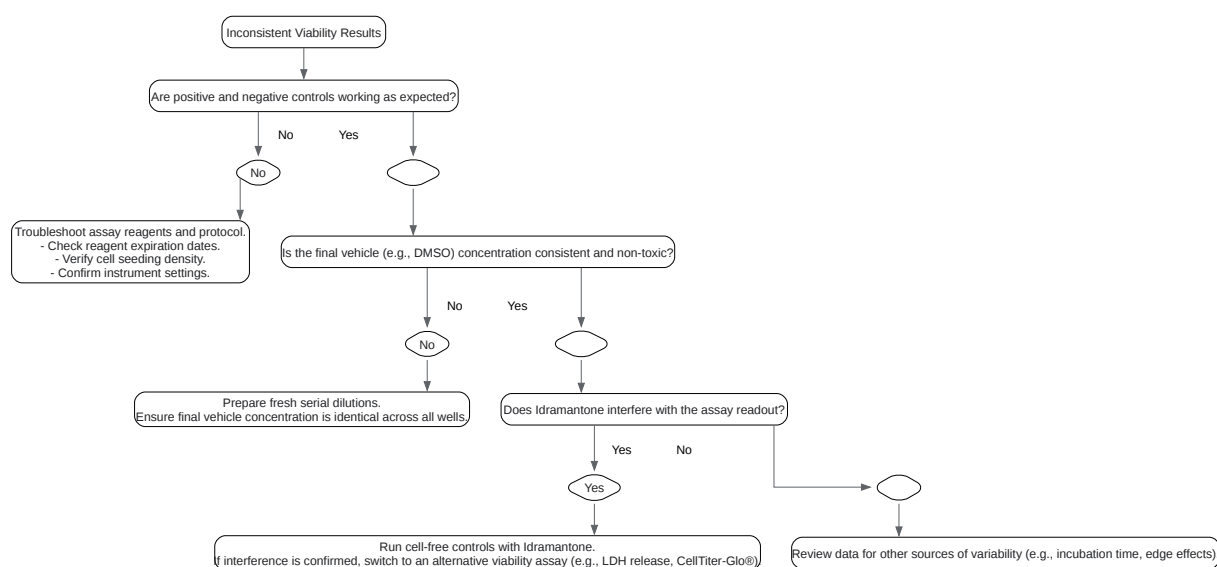 Inconsistent Viability Results
Are positive and negative controls working as expected?
No
Yes
No
Troubleshoot assay reagents and protocol.
- Check reagent expiration dates.
- Verify cell seeding density.
- Confirm instrument settings.
Is the final vehicle (e.g., DMSO) concentration consistent and non-toxic?
No
Yes
No
Prepare fresh serial dilutions.
Ensure final vehicle concentration is identical across all wells.
Does Idramantone interfere with the assay readout?
Yes
No
Yes
Run cell-free controls with Idramantone.
If interference is confirmed, switch to an alternative viability assay (e.g., LDH release, CellTiter-Glo®)
Review data for other sources of variability (e.g., incubation time, edge effects)